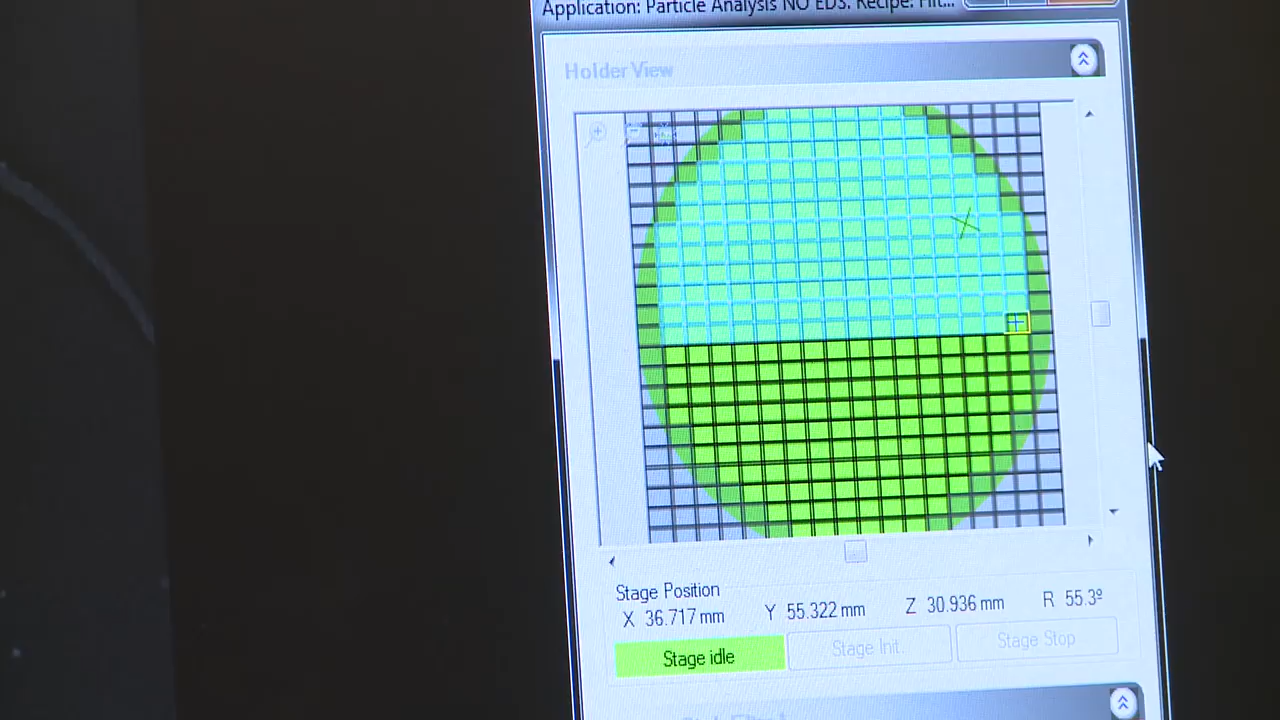 Application: Particle Analysis NO EDS. Recipe: Filt...
Holder View
Stage Position
X 36.717 mm Y 55.322 mm Z 30.936 mm R 55.3º
Stage idle Stage Init. Stage Stop